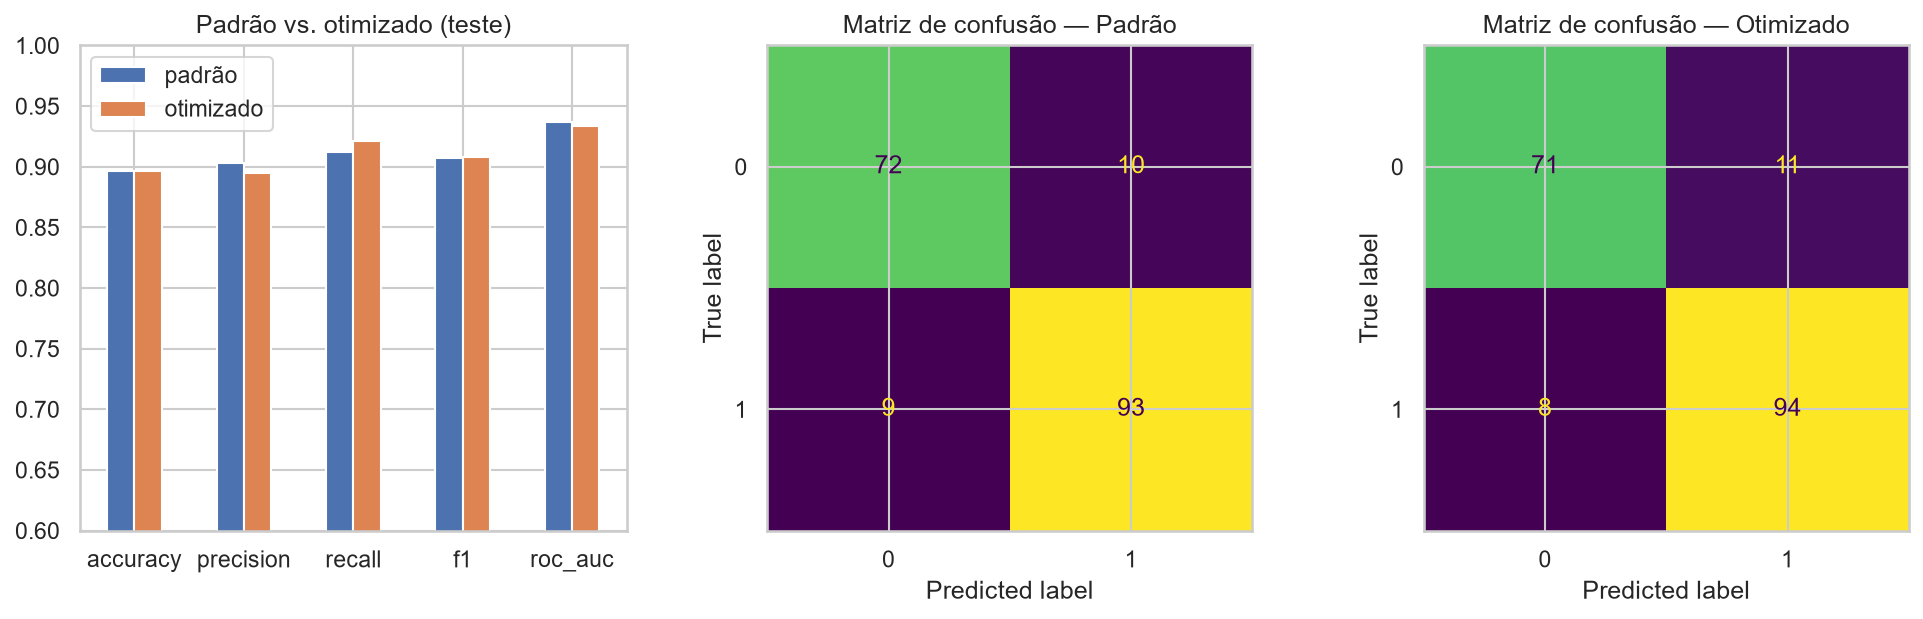 Padrão vs. otimizado (teste)
padrão
otimizado
1.00
0.95
0.90
0.85
0.80
0.75
0.70
0.65
0.60
accuracy precision recall f1 roc_auc
Matriz de confusão — Padrão
True label
0
1
72 10
9 93
0 1
Predicted label
Matriz de confusão — Otimizado
True label
0
1
71 11
8 94
0 1
Predicted label